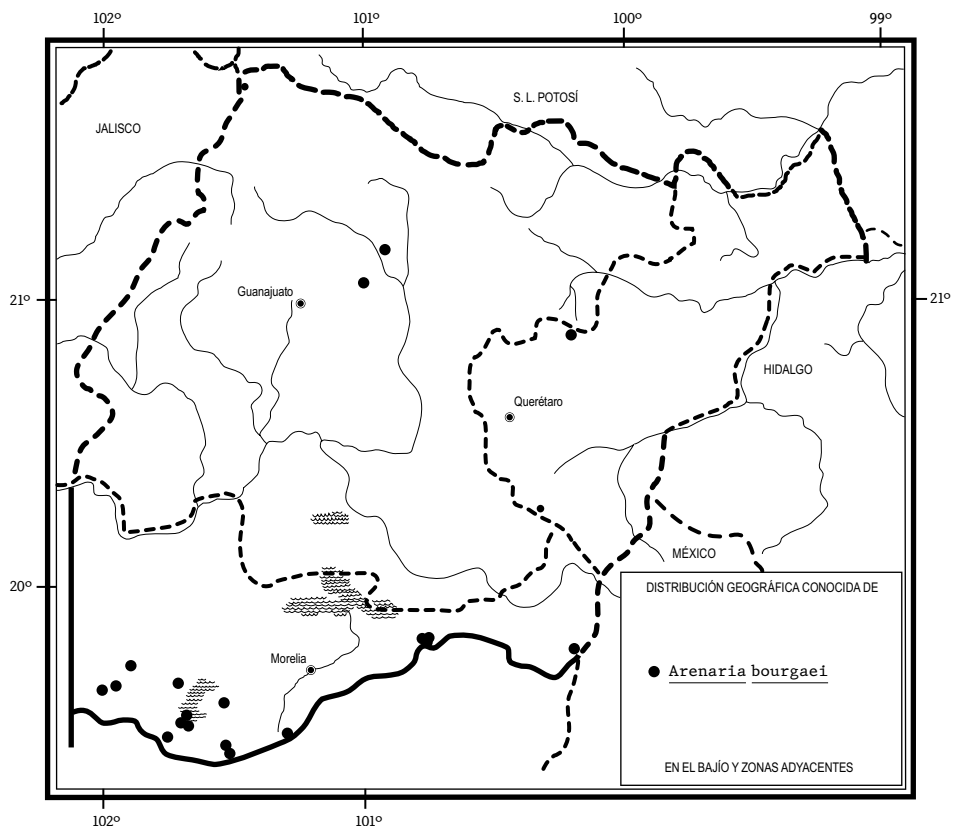 102º 101º 100º 99º
S. L. POTOSÍ
JALISCO
Guanajuato
21º 21º
HIDALGO
Querétaro
MÉXICO
20º
DISTRIBUCIÓN GEOGRÁFICA CONOCIDA DE
Morelia
Arenaria bourgaei
EN EL BAJÍO Y ZONAS ADYACENTES
102º 101º